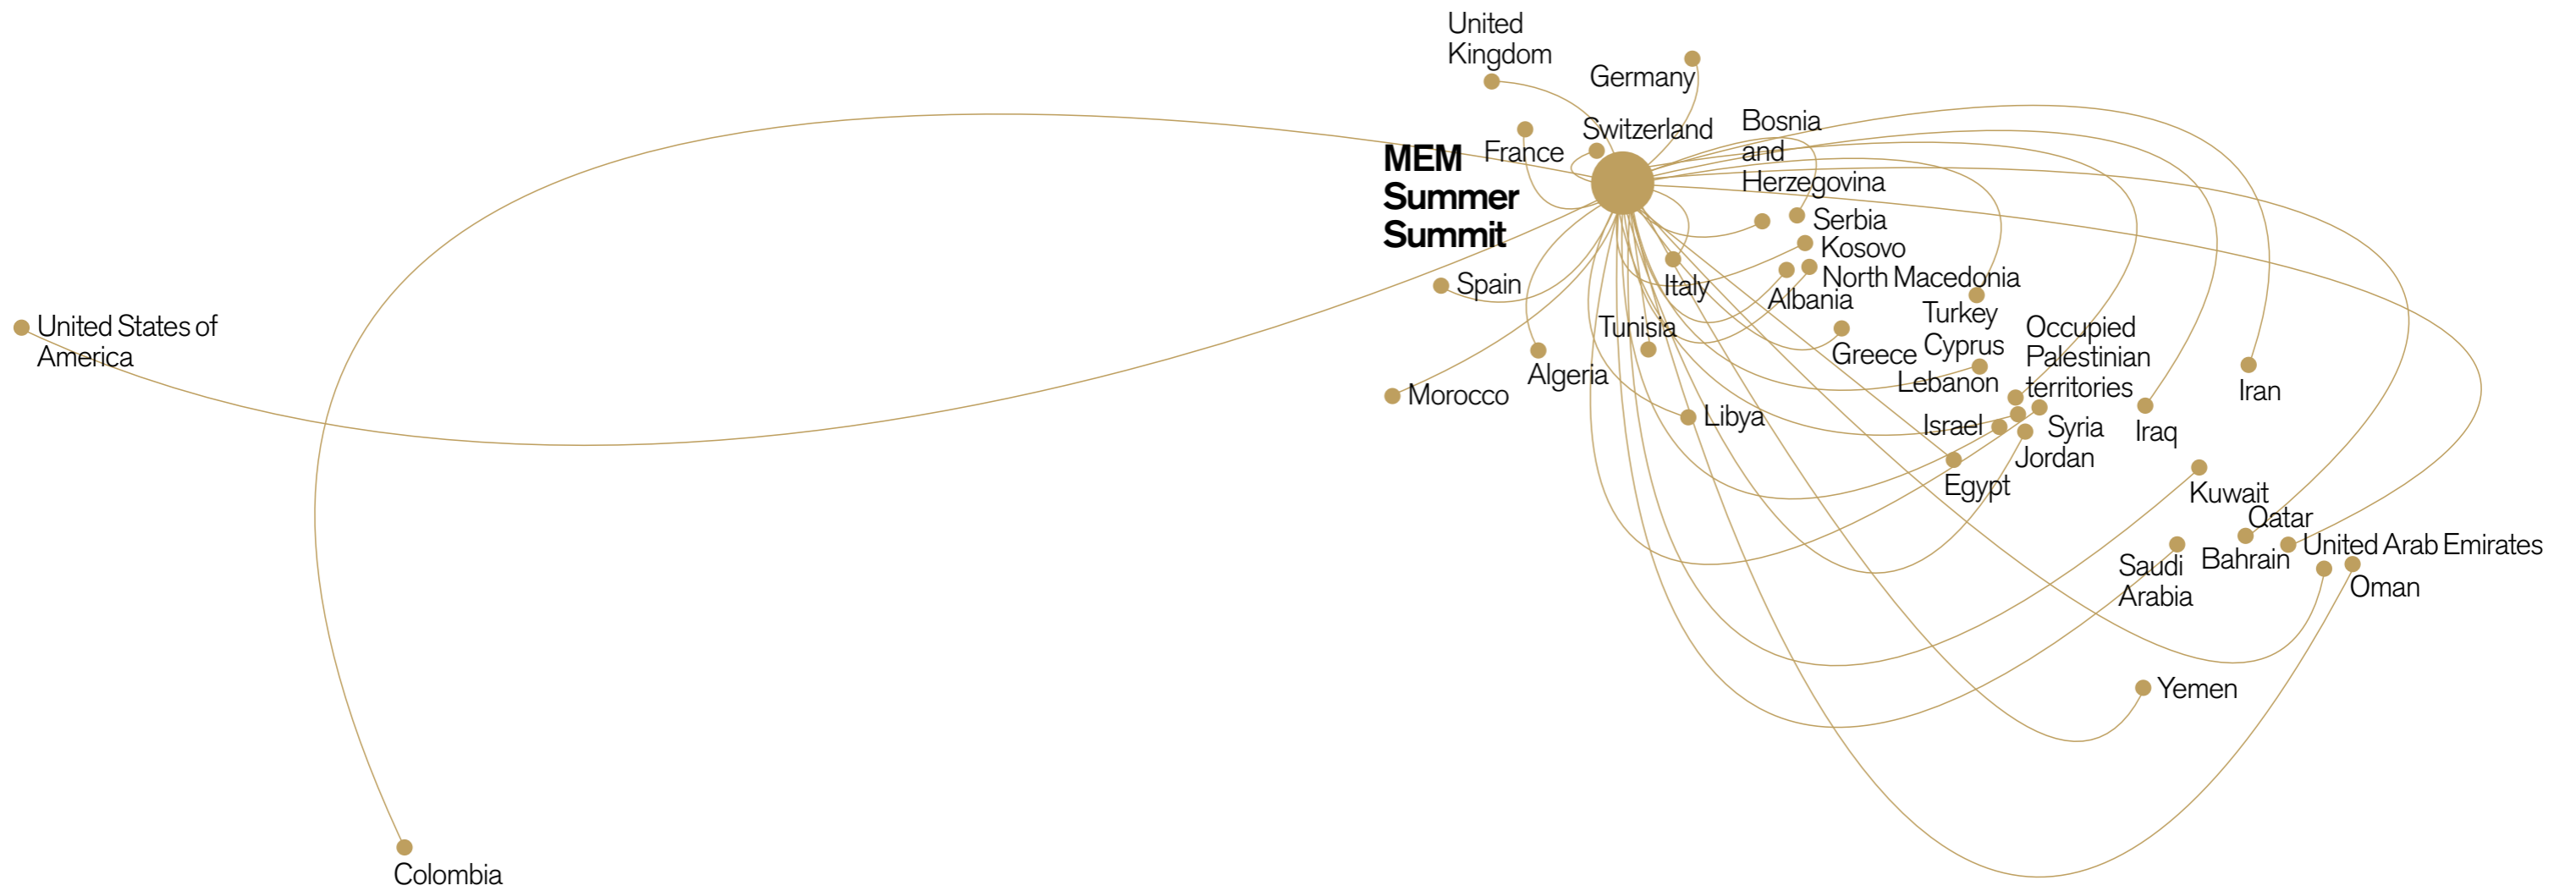 United
Kingdom
Germany
Bosnia
and
Herzegovina
Switzerland
France
MEM
Summer
Summit
Serbia
Kosovo
North Macedonia
Italy
Albania
Spain
Turkey
Tunisia
United States of
America
Occupied
Palestinian
territories
Cyprus
Greece
Algeria
Lebanon
Iran
Morocco
Libya
Israel
Syria
Iraq
Jordan
Egypt
Kuwait
Qatar
United Arab Emirates
Bahrain
Saudi
Arabia
Oman
Yemen
Colombia